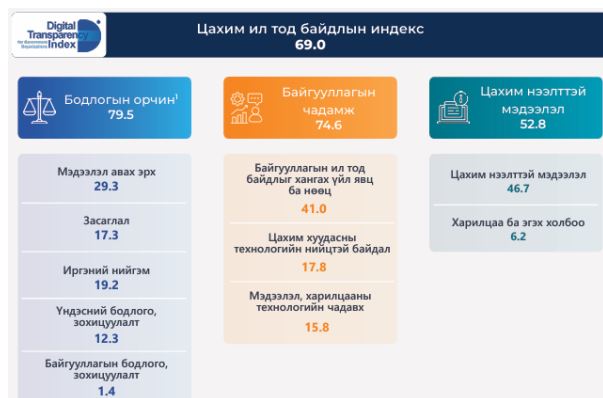 Digital
Transparency
Index
Цахим ил тод байдлын индекс
69.0
Бодлогын орчин¹
79.5
Мэдээлэл авах эрх
29.3
Засаглал
17.3
Иргэний нийгэм
19.2
Үндэсний бодлого,
зохицуулалт
12.3
Байгууллагын бодлого,
зохицуулалт
1.4
Байгууллагын
чадамж
74.6
Байгууллагын ил тод
байдлыг хангах үйл явц
ба нөөц
41.0
Цахим хуудасны
технологийн нийцтэй байдал
17.8
Мэдээлэл, харилцааны
технологийн чадавх
15.8
Цахим нээлттэй
мэдээлэл
52.8
Цахим нээлттэй мэдээлэл
46.7
Харилцаа ба эгэх холбоо
6.2